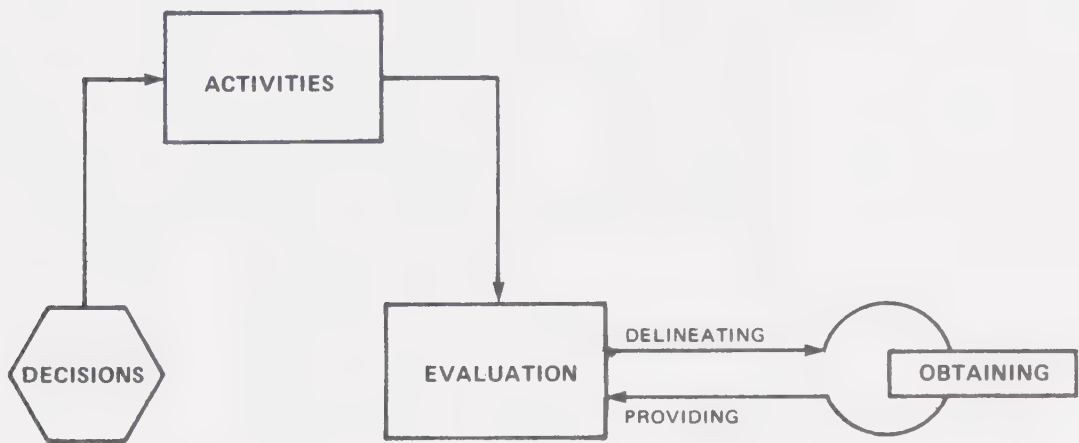 ACTIVITIES
DECISIONS
EVALUATION
DELINEATING
PROVIDING
OBTAINING